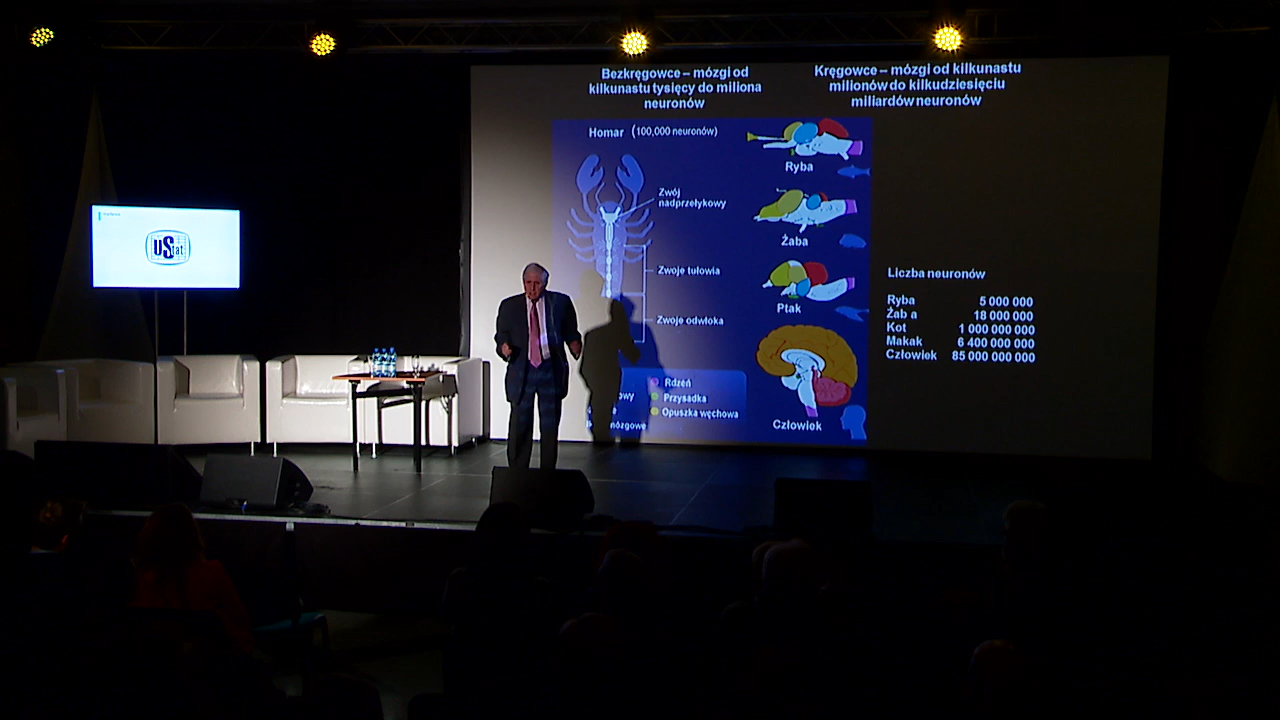 Bezkręgowce – mózgi od
kilkunastu tysięcy do miliona
neuronów
Kręgowce – mózgi od kilkunastu
milionów do kilkudziesięciu
miliardów neuronów
Homar (100,000 neuronów)
Zwój
nadprzełykowy
Zwoje tułowia
Zwoje odwłoka
Ryba
Żaba
Ptak
Człowiek
Rdzeń
Przysadka
Opuszka węchowa
Liczba neuronów
Ryba 5 000 000
Żab a 18 000 000
Kot 1 000 000 000
Makak 6 400 000 000
Człowiek 85 000 000 000
UStat